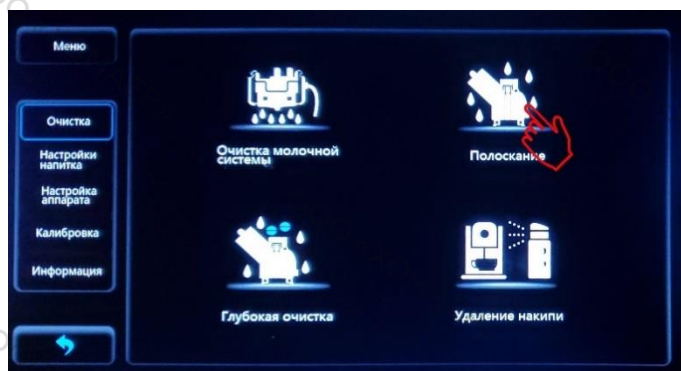 Меню
Очистка
Настройки
напитка
Настройка
аппарата
Калибровка
Информация
Очистка молочной
системы
Полоскание
Глубокая очистка
Удаление накипи